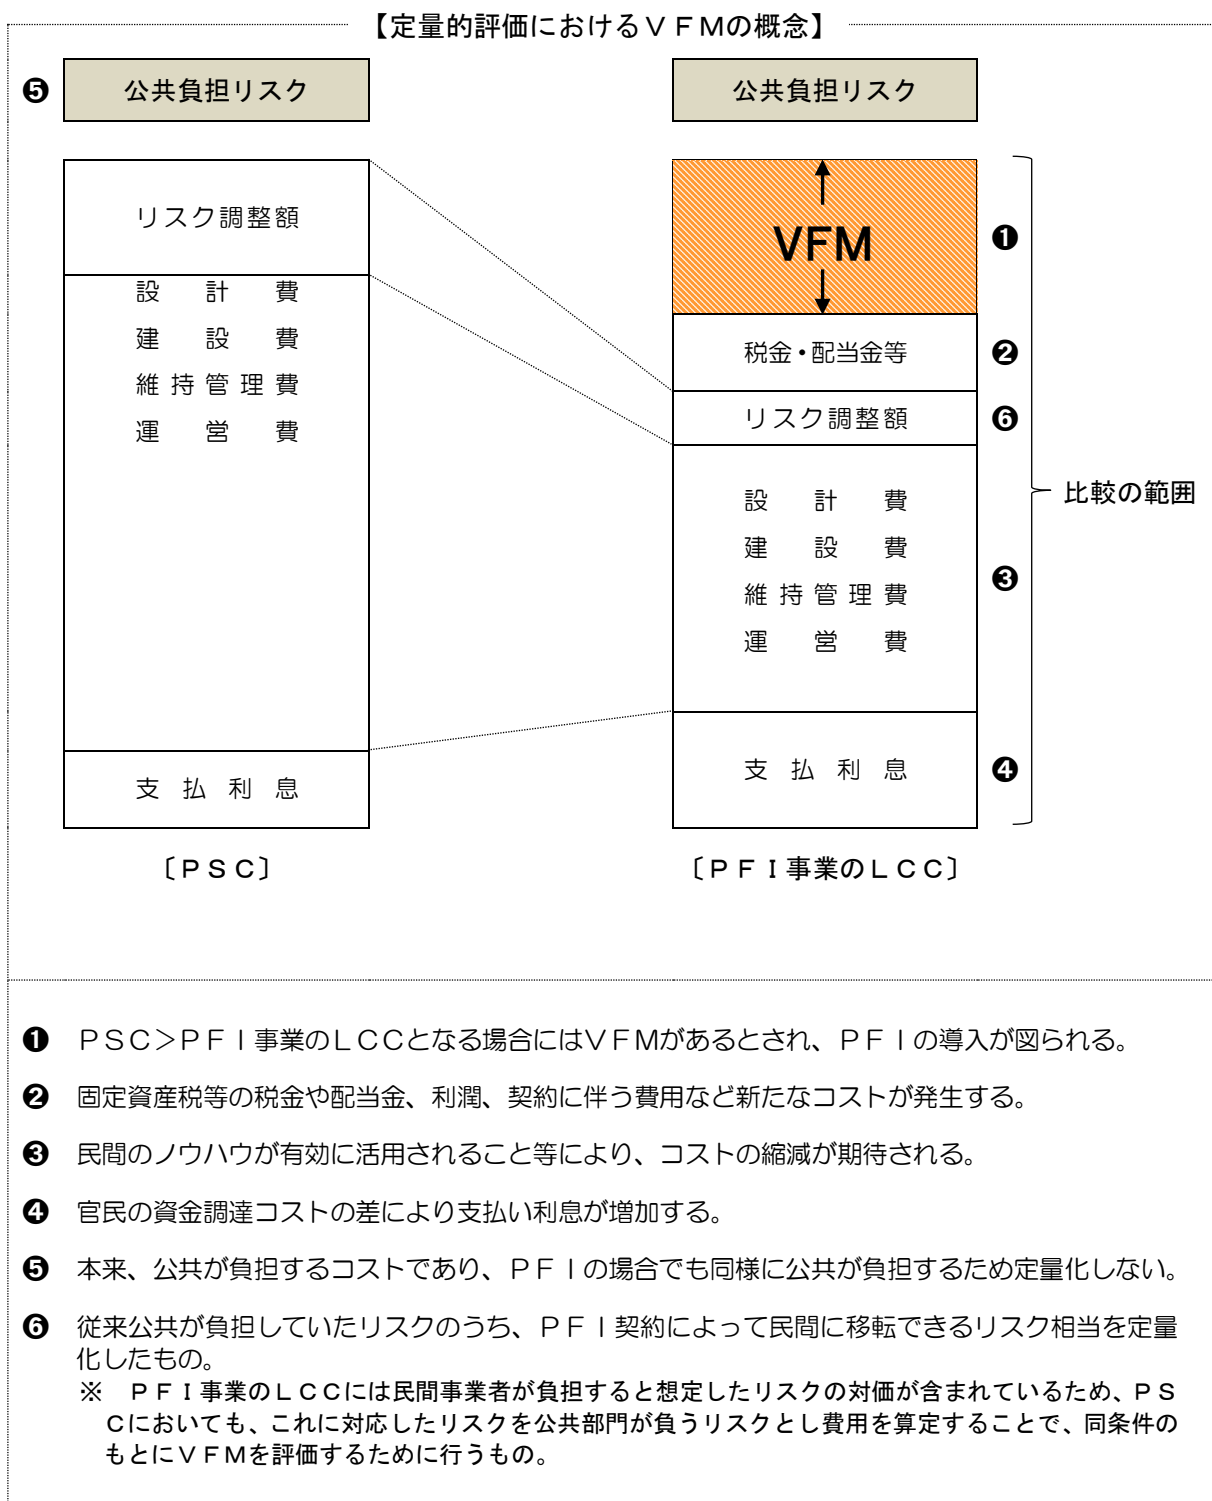 【定量的評価におけるＶＦＭの概念】
❺ 公共負担リスク
公共負担リスク
リスク調整額
設計費
建設費
維持管理費
運営費
支払利息
〔ＰＳＣ〕
ＶＦＭ
❶
税金・配当金等
❷
リスク調整額
❻
設計費
建設費
維持管理費
運営費
❸
支払利息
❹
比較の範囲
〔ＰＦＩ事業のＬＣＣ〕
❶ ＰＳＣ＞ＰＦＩ事業のＬＣＣとなる場合にはＶＦＭがあるとされ、ＰＦＩの導入が図られる。
❷ 固定資産税等の税金や配当金、利潤、契約に伴う費用など新たなコストが発生する。
❸ 民間のノウハウが有効に活用されること等により、コストの縮減が期待される。
❹ 官民の資金調達コストの差により支払い利息が増加する。
❺ 本来、公共が負担するコストであり、ＰＦＩの場合でも同様に公共が負担するため定量化しない。
❻ 従来公共が負担していたリスクのうち、ＰＦＩ契約によって民間に移転できるリスク相当を定量
化したもの。
※ ＰＦＩ事業のＬＣＣには民間事業者が負担すると想定したリスクの対価が含まれているため、ＰＳ
Ｃにおいても、これに対応したリスクを公共部門が負うリスクとし費用を算定することで、同条件の
もとにＶＦＭを評価するために行うもの。